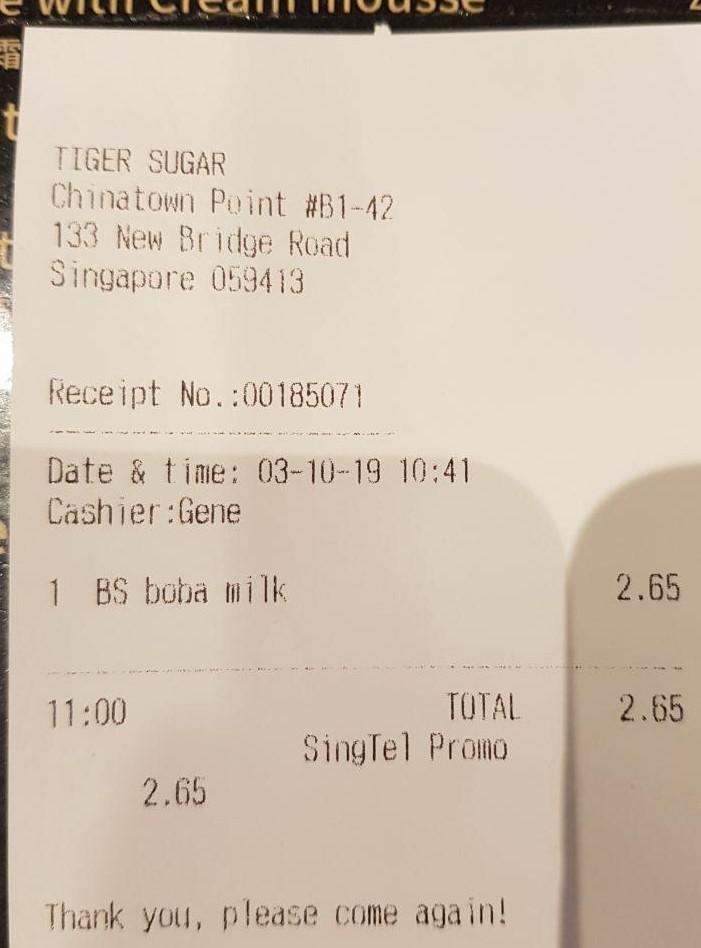 with Cream mousse
霜
TIGER SUGAR
Chinatown Point #B1-42
133 New Bridge Road
Singapore 059413
Receipt No.:00185071
Date & time: 03-10-19 10:41
Cashier:Gene
1 BS boba milk 2.65
11:00 TOTAL 2.65
SingTel Promo
2.65
Thank you, please come again!